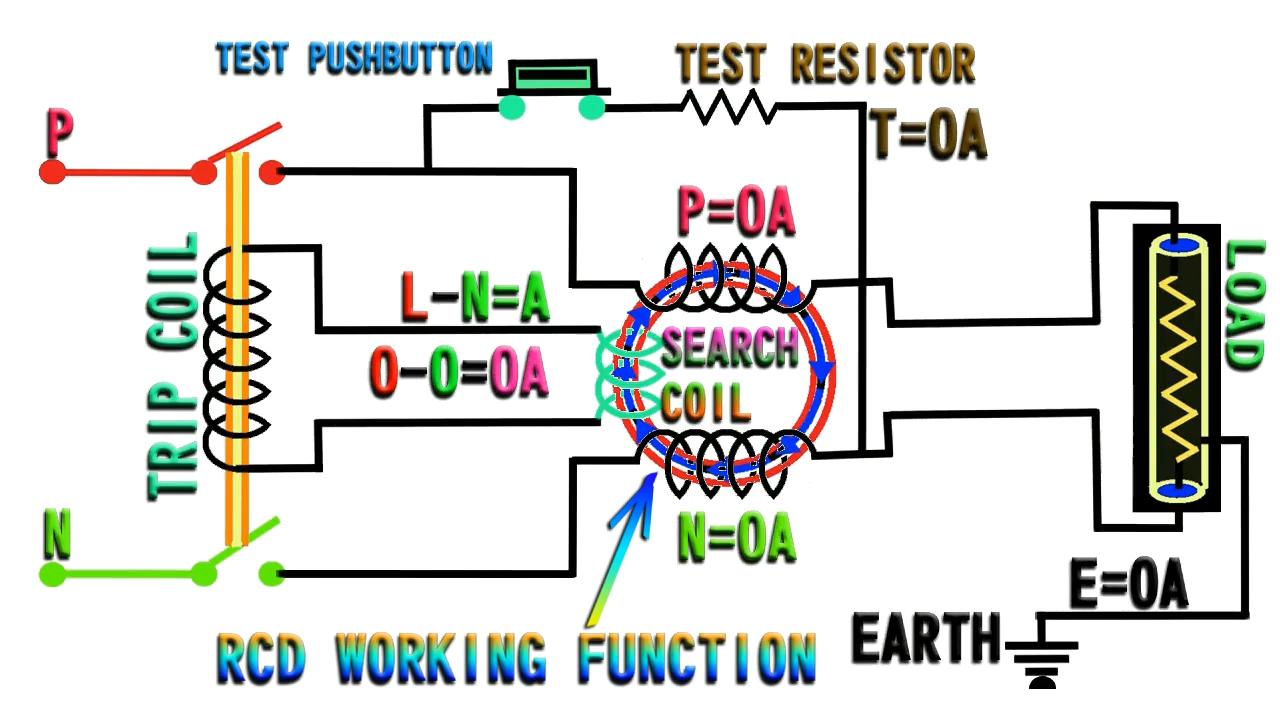 TEST PUSHBUTTON
TEST RESISTOR
P
T=0A
P=0A
TRIP COIL
L-N=A
0-0=0A
SEARCH
COIL
LOAD
N
N=0A
E=0A
EARTH
RCD WORKING FUNCTION